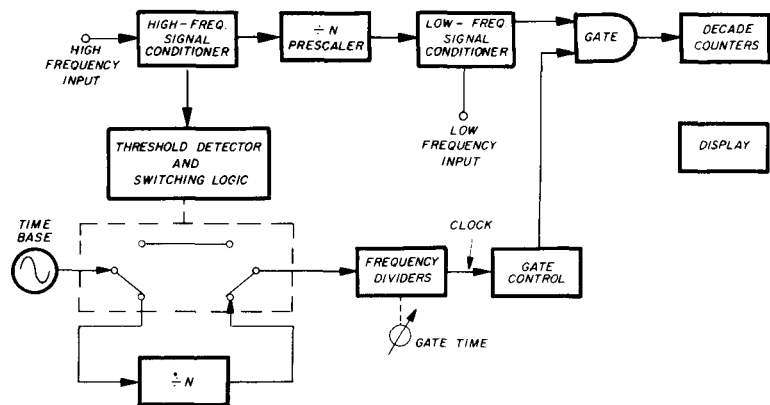 HIGH-FREQ.
SIGNAL
CONDITIONER
÷ N
PRESCALER
LOW-FREQ.
SIGNAL
CONDITIONER
GATE
DECADE
COUNTERS
HIGH
FREQUENCY
INPUT
LOW
FREQUENCY
INPUT
THRESHOLD DETECTOR
AND
SWITCHING LOGIC
DISPLAY
TIME
BASE
CLOCK
FREQUENCY
DIVIDERS
GATE
CONTROL
GATE TIME
÷ N